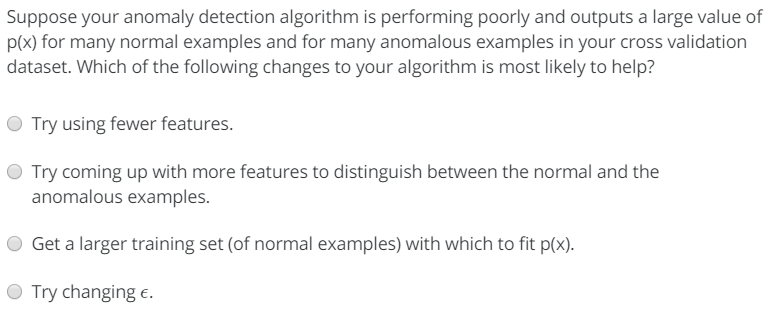 Suppose your anomaly detection algorithm is performing poorly and outputs a large value of
p(x) for many normal examples and for many anomalous examples in your cross validation
dataset. Which of the following changes to your algorithm is most likely to help?
Try using fewer features.
Try coming up with more features to distinguish between the normal and the
anomalous examples.
Get a larger training set (of normal examples) with which to fit p(x).
Try changing ϵ.